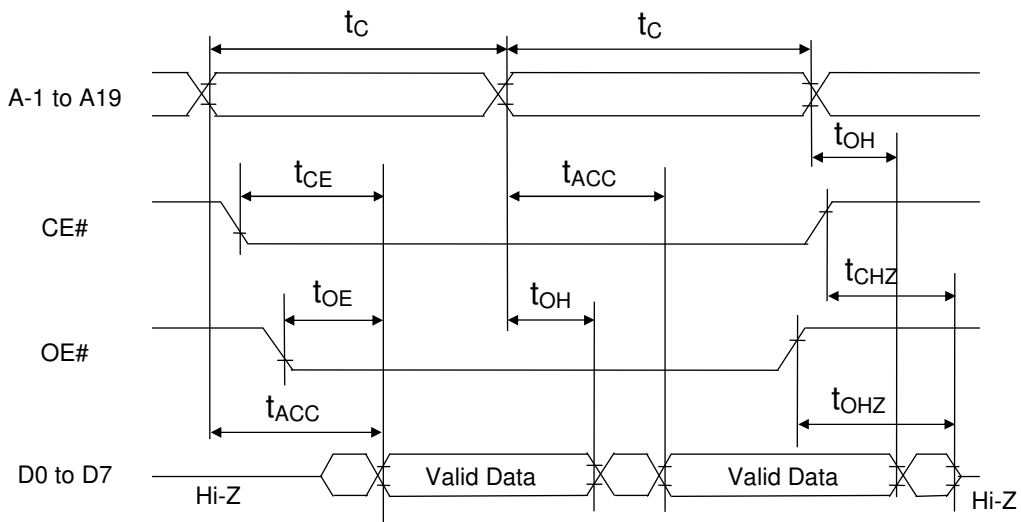 tC tC
A-1 to A19
tOH
tCE tACC
CE#
tCHZ
tOE tOH
OE#
tACC tOHZ
D0 to D7 Hi-Z Valid Data Valid Data Hi-Z